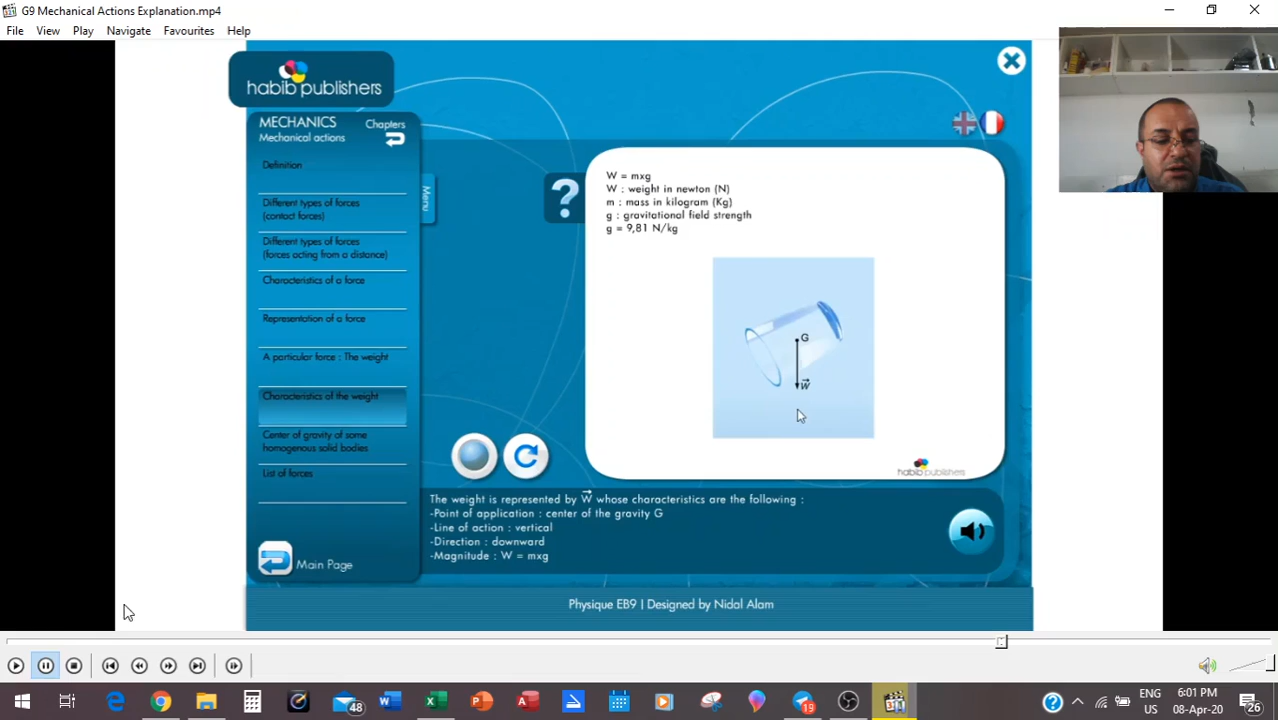 G9 Mechanical Actions Explanation.mp4
File View Play Navigate Favourites Help
habib publishers
MECHANICS
Mechanical actions
Chapters
Definition
Different types of forces
(contact forces)
Different types of forces
(forces acting from a distance)
Characteristics of a force
Representation of a force
A particular force : The weight
Characteristics of the weight
Center of gravity of some
homogenous solid bodies
List of forces
Main Page
Menu
?
W = mxg
W : weight in newton (N)
m : mass in kilogram (Kg)
g : gravitational field strength
g = 9,81 N/kg
G
W⃗
habib publishers
The weight is represented by W⃗ whose characteristics are the following :
-Point of application : center of the gravity G
-Line of action : vertical
-Direction : downward
-Magnitude : W = mxg
Physique EB9 | Designed by Nidal Alam
48
19
ENG
US
6:01 PM
08-Apr-20
26